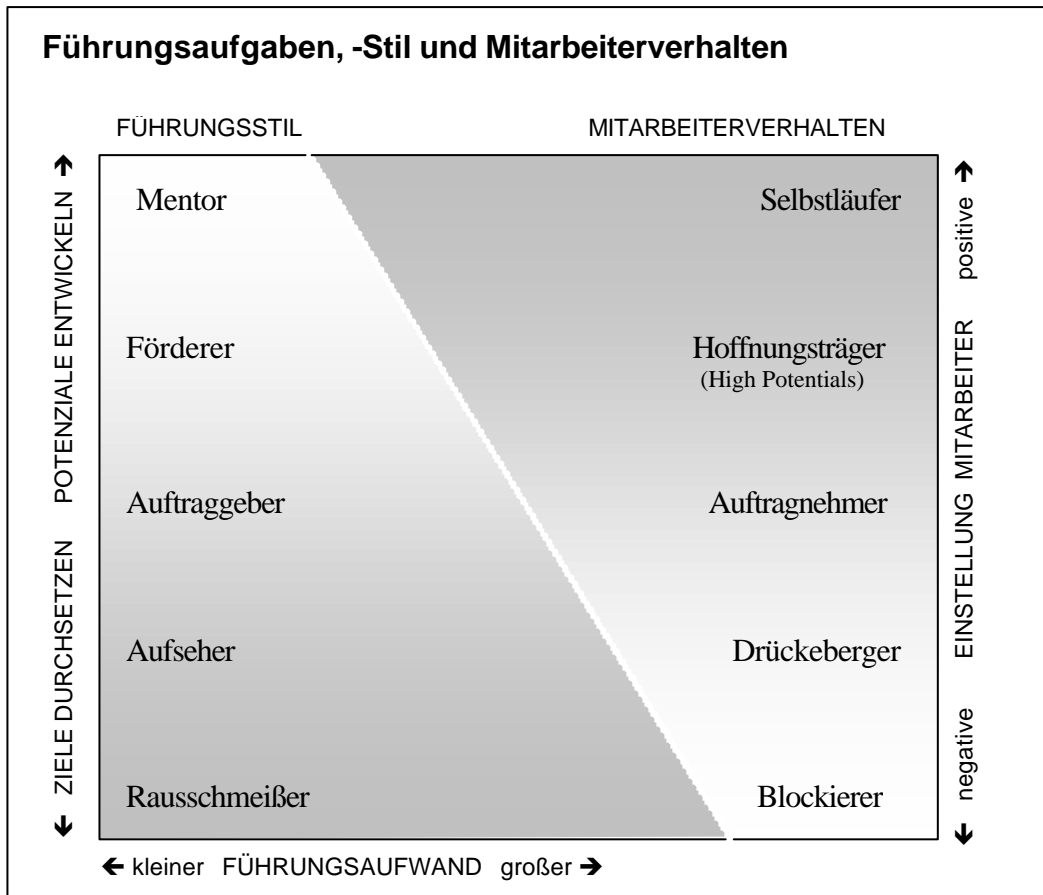 Führungsaufgaben, -Stil und Mitarbeiterverhalten
FÜHRUNGSSTIL
MITARBEITERVERHALTEN
🡨 ZIELE DURCHSETZEN POTENZIALE ENTWICKELN 🡪
Mentor
Förderer
Auftraggeber
Aufseher
Rausschmeißer
Selbstläufer
Hoffnungsträger
(High Potentials)
Auftragnehmer
Drückeberger
Blockierer
🡨 negative EINSTELLUNG MITARBEITER positive 🡪
🡨 kleiner FÜHRUNGSAUFWAND großer 🡪